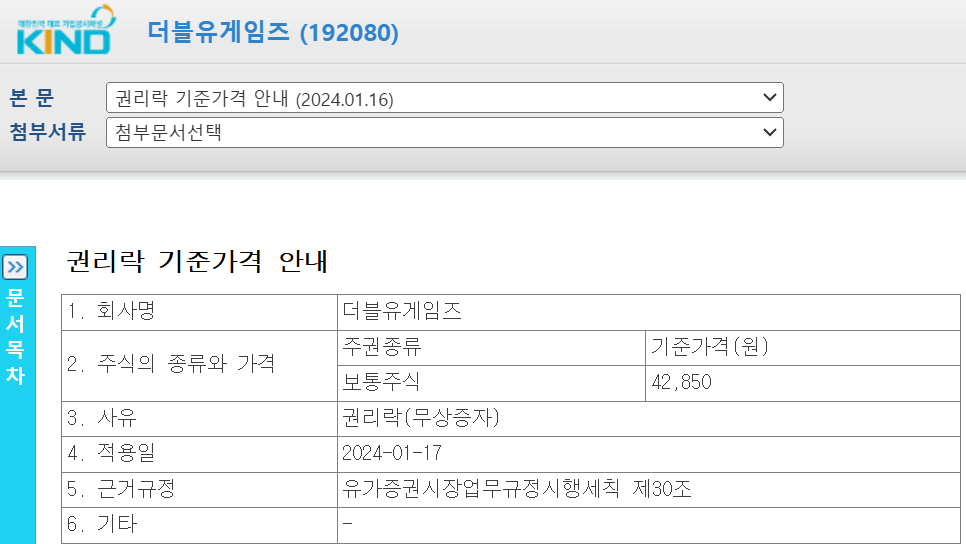 대한민국 대표 기업공시채널
KIND
더블유게임즈 (192080)
본 문
권리락 기준가격 안내 (2024.01.16)
첨부서류
첨부문서선택
문서목차
권리락 기준가격 안내
1. 회사명 더블유게임즈
2. 주식의 종류와 가격 주권종류 기준가격(원)
보통주식 42,850
3. 사유 권리락(무상증자)
4. 적용일 2024-01-17
5. 근거규정 유가증권시장업무규정시행세칙 제30조
6. 기타 -